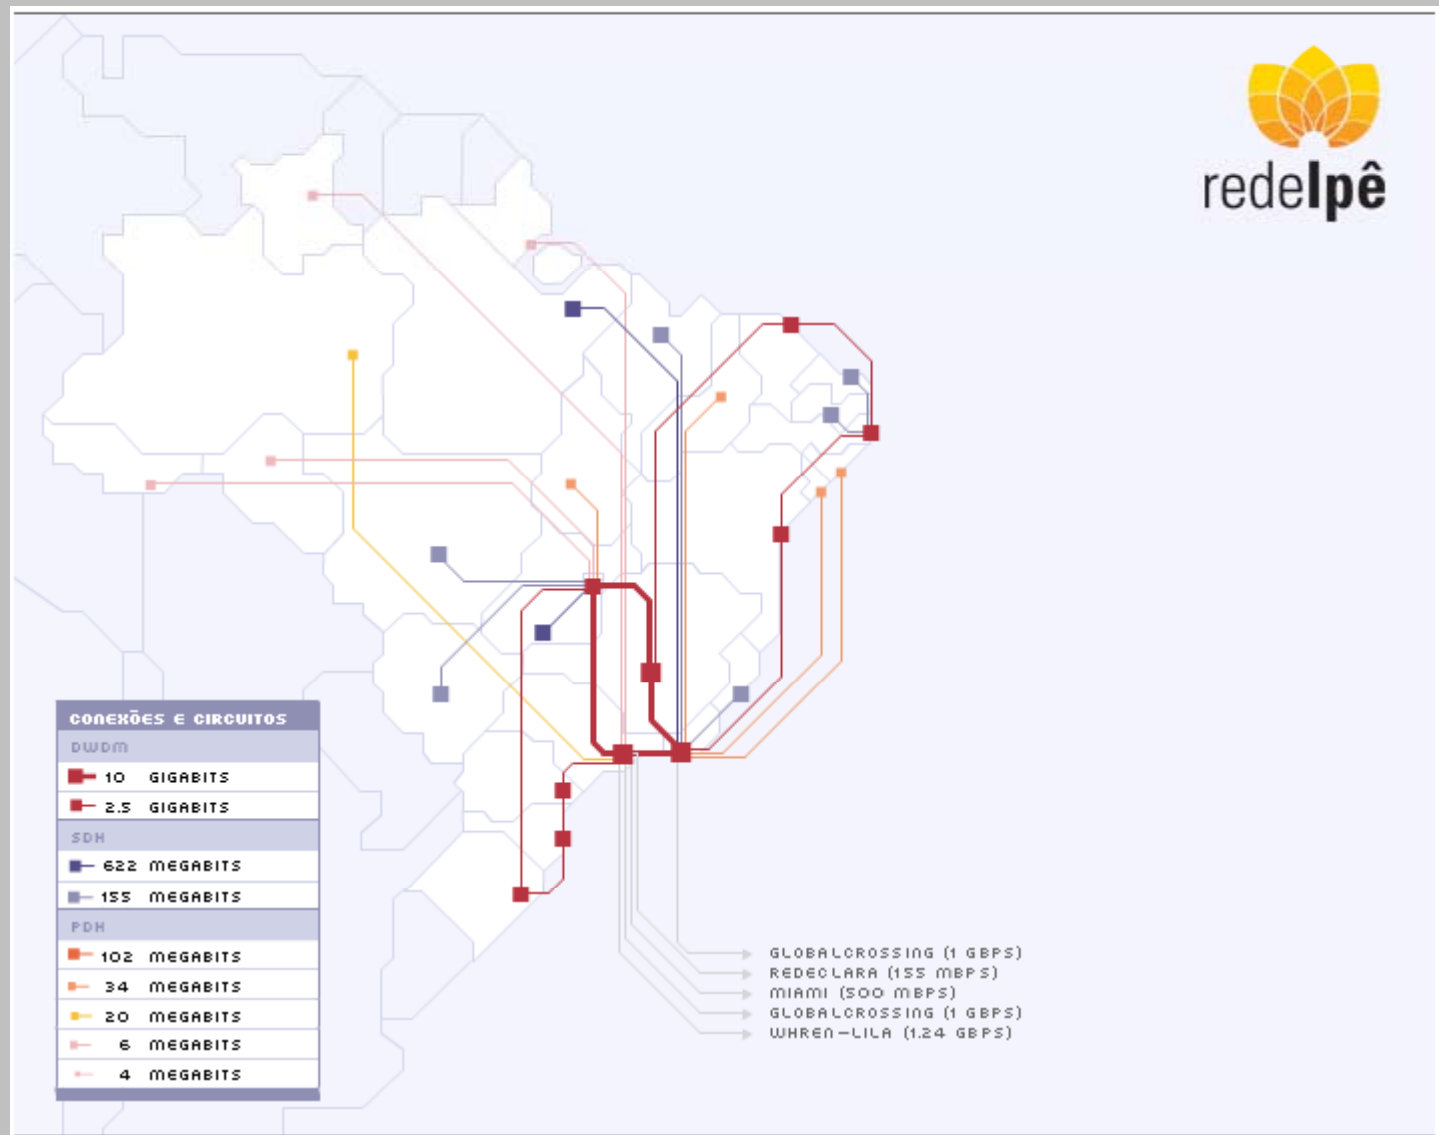 redeIpê
CONEXÕES E CIRCUITOS
DWDM
10 GIGABITS
2.5 GIGABITS
SDH
622 MEGABITS
155 MEGABITS
PDH
102 MEGABITS
34 MEGABITS
20 MEGABITS
6 MEGABITS
4 MEGABITS
GLOBALCROSSING (1 GBPS)
REDECLARA (155 MBPS)
MIAMI (500 MBPS)
GLOBALCROSSING (1 GBPS)
WHREN-LILA (1.24 GBPS)